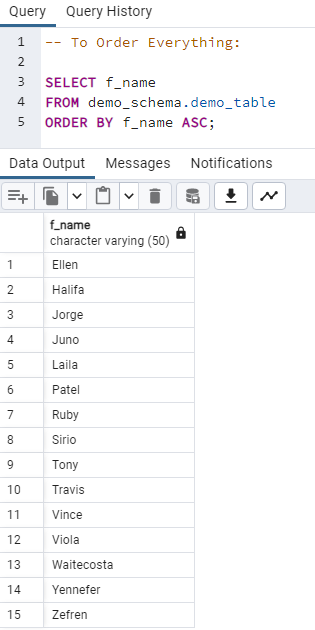 Query Query History
1 -- To Order Everything:
2
3 SELECT f_name
4 FROM demo_schema.demo_table
5 ORDER BY f_name ASC;
Data Output Messages Notifications
f_name
character varying (50)
1 Ellen
2 Halifa
3 Jorge
4 Juno
5 Laila
6 Patel
7 Ruby
8 Sirio
9 Tony
10 Travis
11 Vince
12 Viola
13 Waitecosta
14 Yennefer
15 Zefren